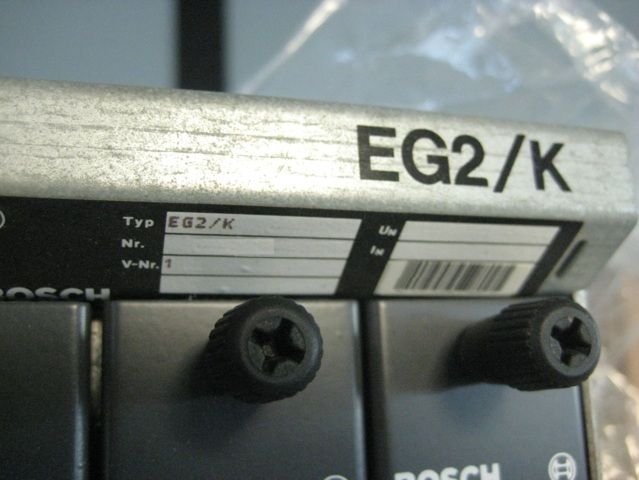 EG2/K
Typ EG2/K
Nr.
V-Nr. 1
UN
IN
BOSCH
BOSCH